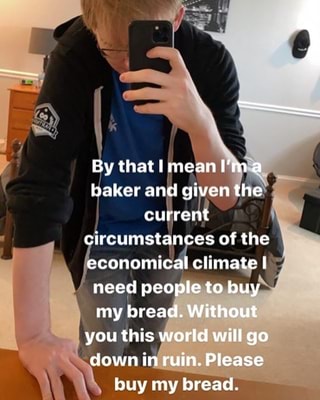 By that I mean I'm a
baker and given the
current
circumstances of the
economical climate I
need people to buy
my bread. Without
you this world will go
down in ruin. Please
buy my bread.